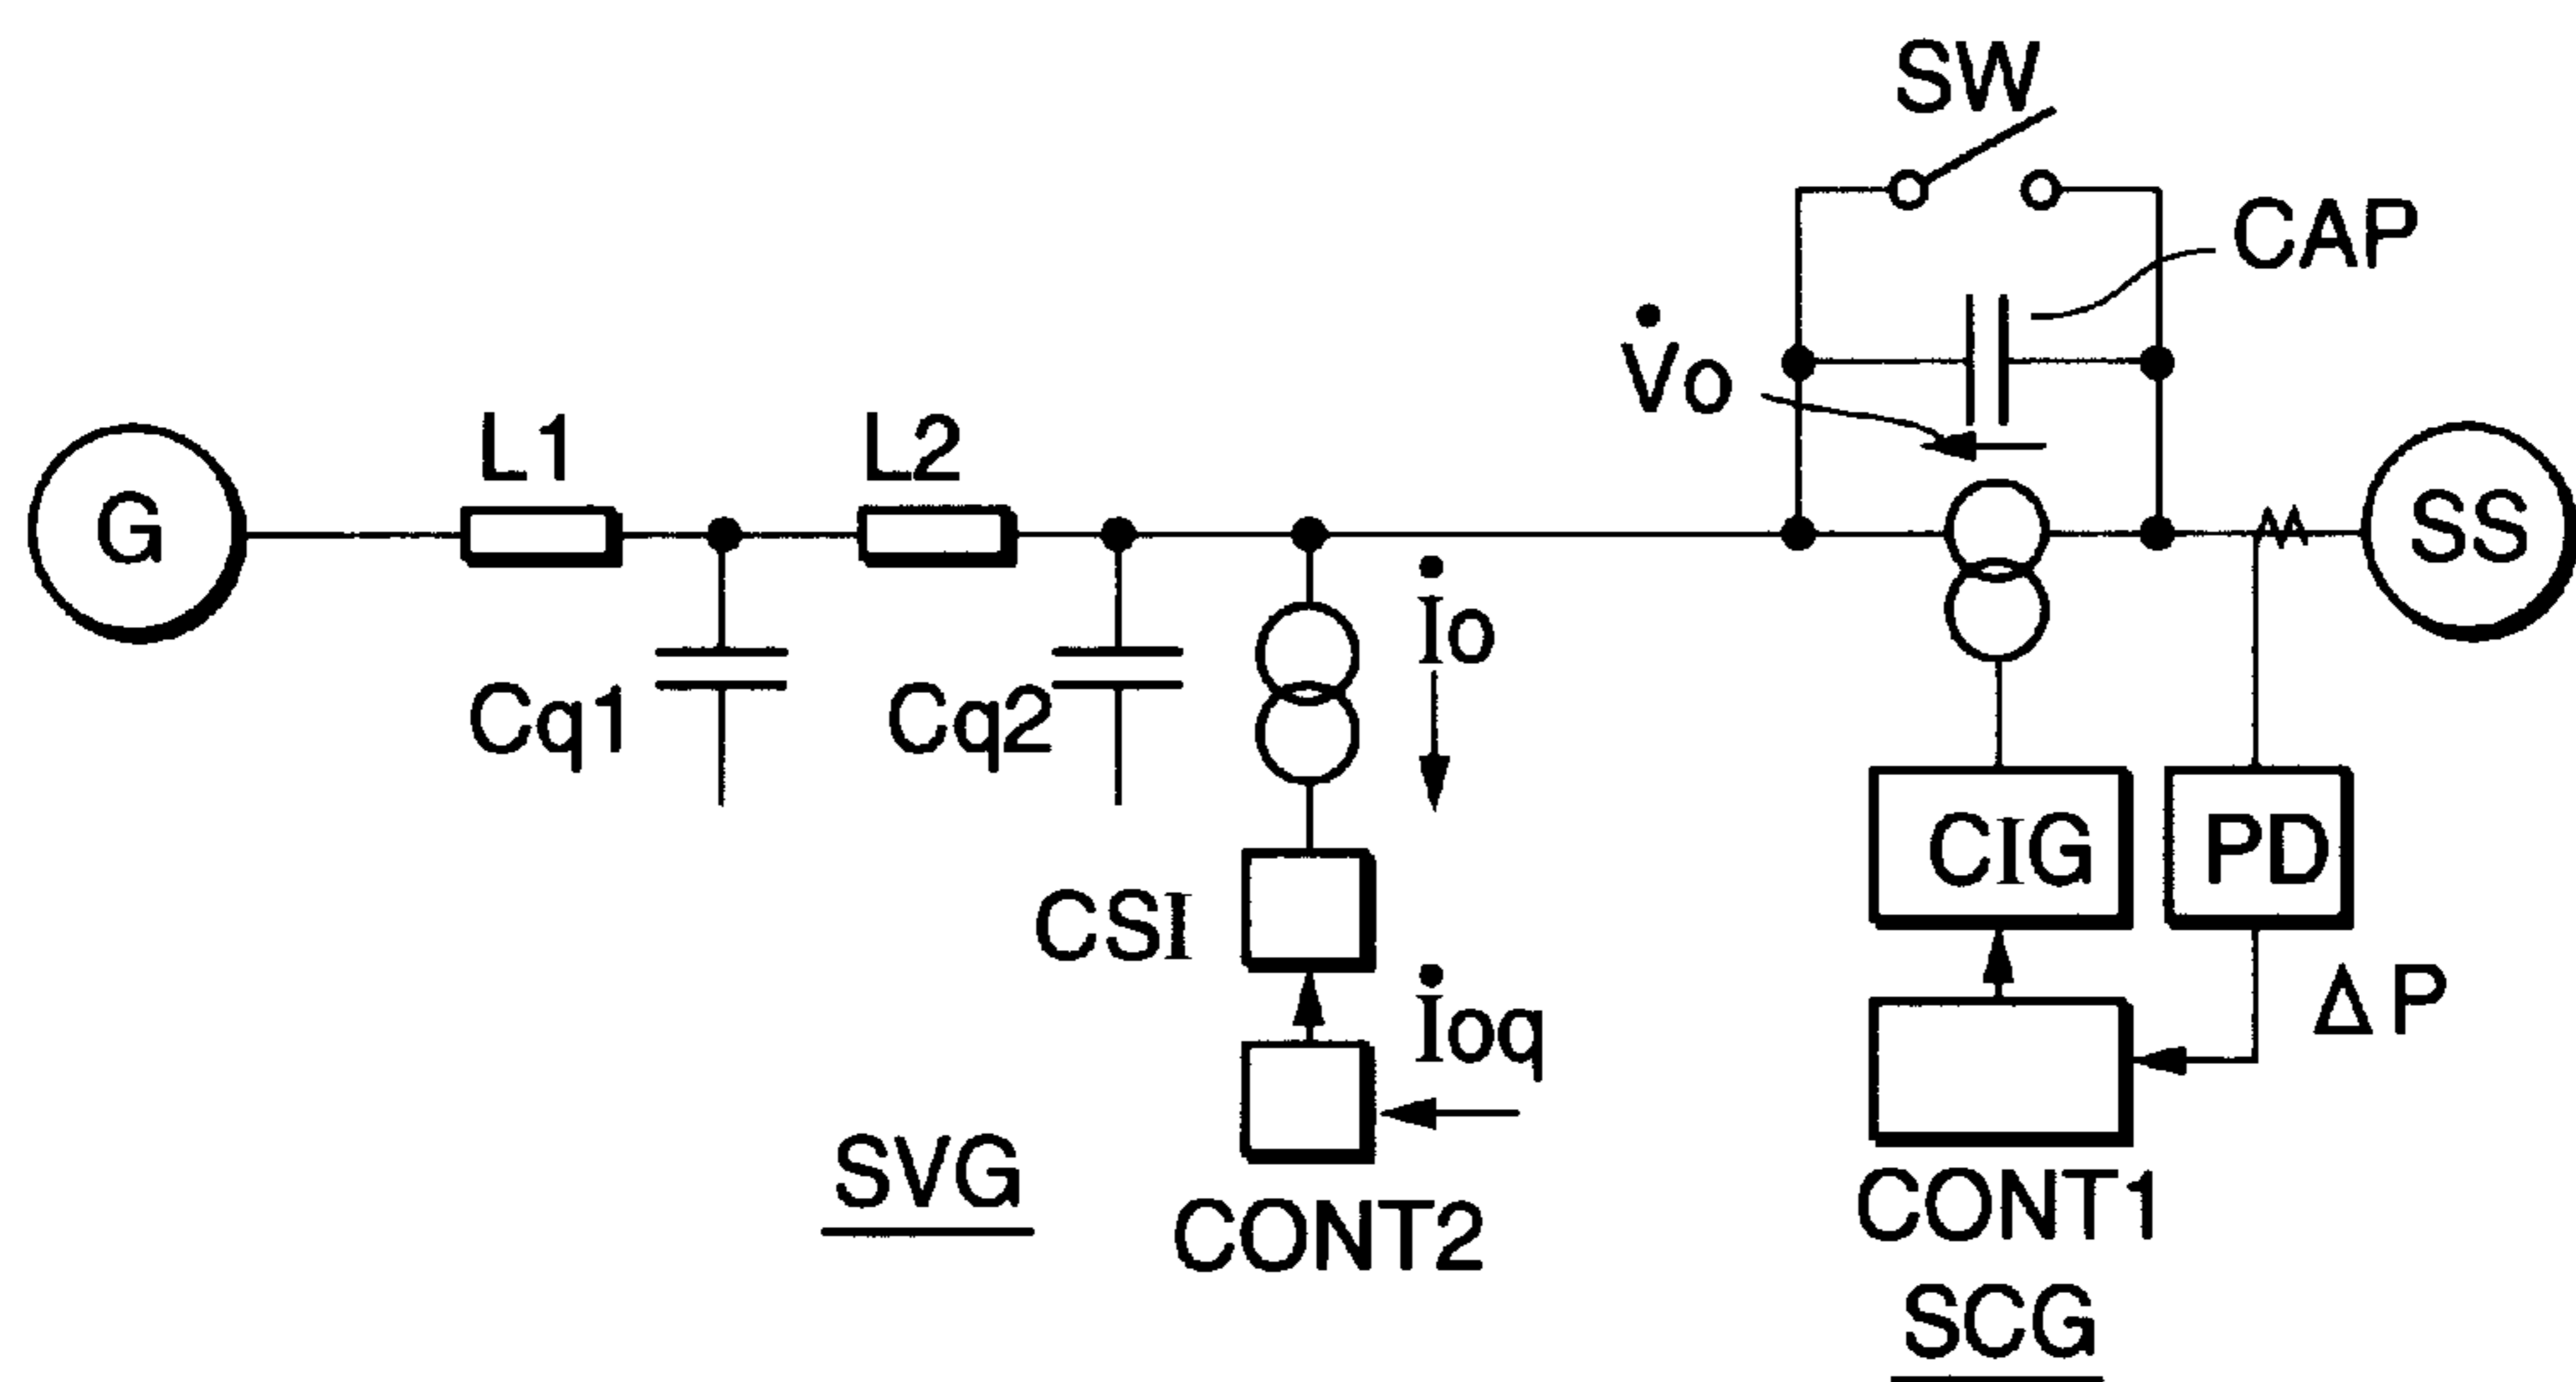 SW
CAP
V̇o
L1
L2
G
SS
İo
Cq1
Cq2
CIG
PD
CSI
İoq
ΔP
SVG
CONT2
CONT1
SCG